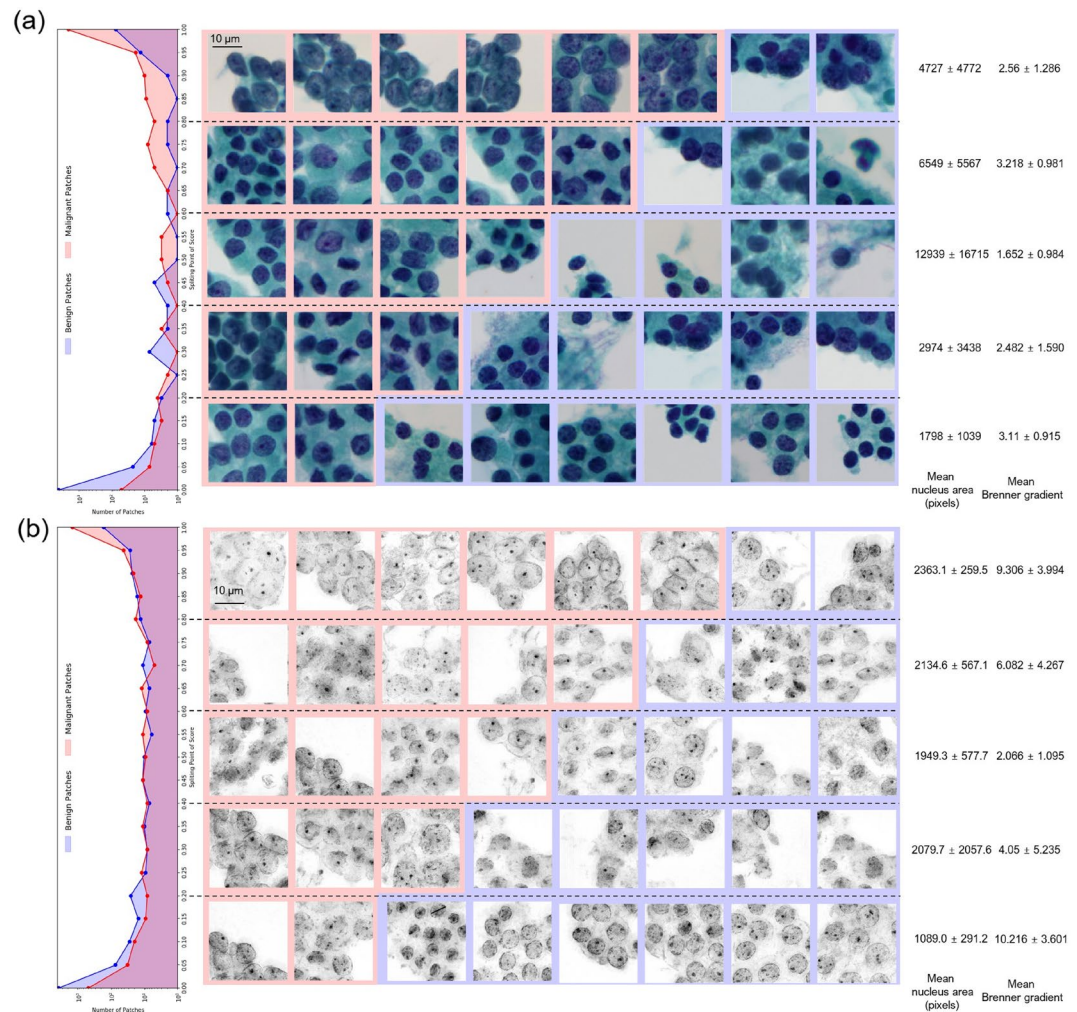 (a)
Benign Patches
Malignant Patches
1.00
0.95
0.90
0.85
0.80
0.75
0.70
0.65
0.60
0.55
0.50
0.45
0.40
0.35
0.30
0.25
0.20
0.15
0.10
0.05
0.00
Spliting Point of Score
Number of Patches
10 μm
4727 ± 4772 2.56 ± 1.286
6549 ± 5567 3.218 ± 0.981
12939 ± 16715 1.652 ± 0.984
2974 ± 3438 2.482 ± 1.590
1798 ± 1039 3.11 ± 0.915
Mean Mean
nucleus area Brenner gradient
(pixels)
(b)
Benign Patches
Malignant Patches
1.00
0.95
0.90
0.85
0.80
0.75
0.70
0.65
0.60
0.55
0.50
0.45
0.40
0.35
0.30
0.25
0.20
0.15
0.10
0.05
0.00
Spliting Point of Score
Number of Patches
10 μm
2363.1 ± 259.5 9.306 ± 3.994
2134.6 ± 567.1 6.082 ± 4.267
1949.3 ± 577.7 2.066 ± 1.095
2079.7 ± 2057.6 4.05 ± 5.235
1089.0 ± 291.2 10.216 ± 3.601
Mean Mean
nucleus area Brenner gradient
(pixels)